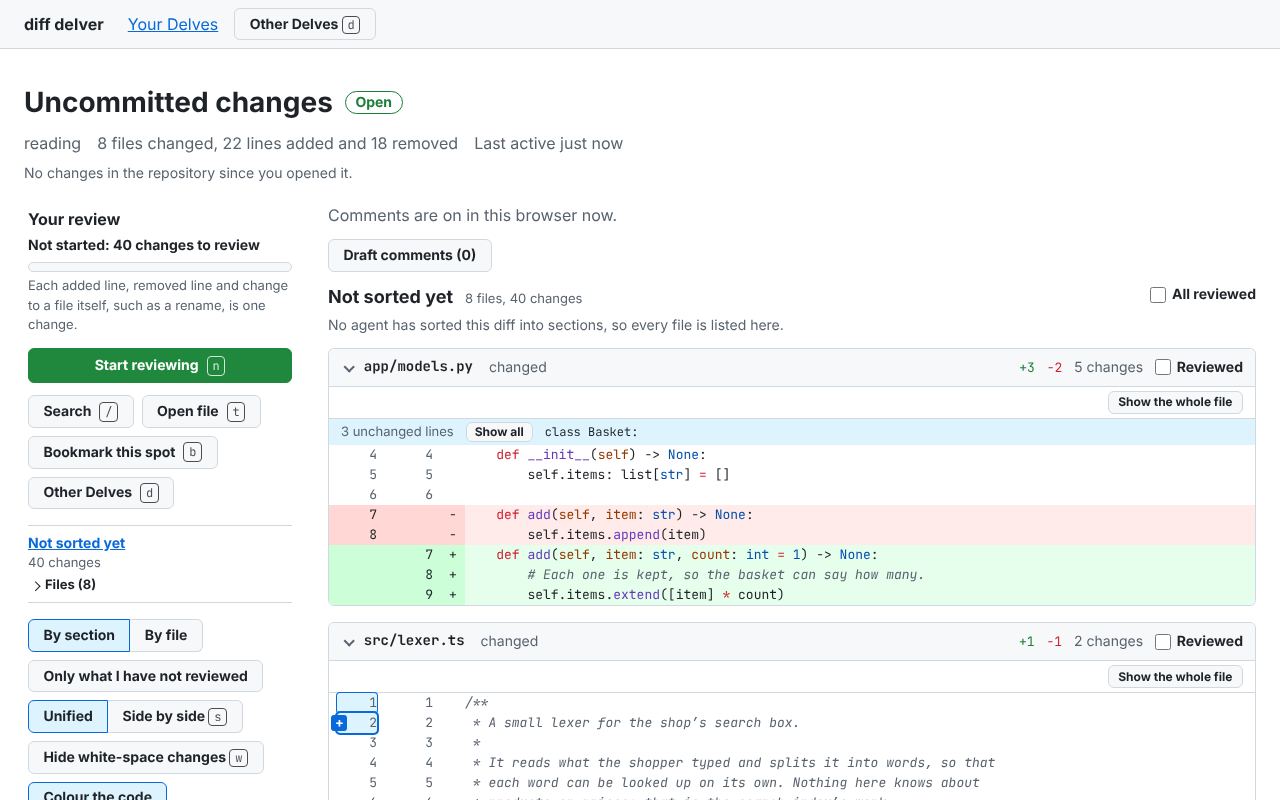 diff delver Your Delves Other Delves d
Uncommitted changes Open
reading 8 files changed, 22 lines added and 18 removed Last active just now
No changes in the repository since you opened it.
Your review
Not started: 40 changes to review
Each added line, removed line and change
to a file itself, such as a rename, is one
change.
Start reviewing n
Search / Open file t
Bookmark this spot b
Other Delves d
Not sorted yet
40 changes
Files (8)
By section By file
Only what I have not reviewed
Unified Side by side s
Hide white-space changes w
Colour the code
Comments are on in this browser now.
Draft comments (0)
Not sorted yet 8 files, 40 changes All reviewed
No agent has sorted this diff into sections, so every file is listed here.
app/models.py changed +3 -2 5 changes Reviewed
Show the whole file
3 unchanged lines Show all class Basket:
4 4 def __init__(self) -> None:
5 5 self.items: list[str] = []
6 6
7 - def add(self, item: str) -> None:
8 - self.items.append(item)
7 + def add(self, item: str, count: int = 1) -> None:
8 + # Each one is kept, so the basket can say how many.
9 + self.items.extend([item] * count)
src/lexer.ts changed +1 -1 2 changes Reviewed
Show the whole file
1 1 /**
+ 2 2 * A small lexer for the shop's search box.
3 3 *
4 4 * It reads what the shopper typed and splits it into words, so that
5 5 * each word can be looked up on its own. Nothing here knows about